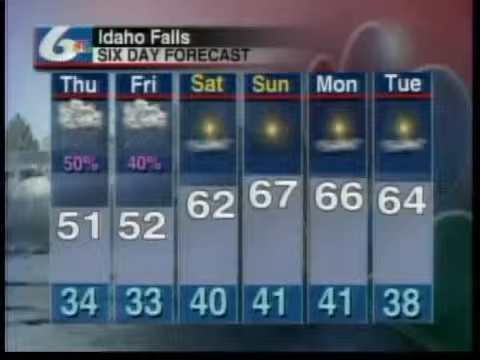 6
Idaho Falls
SIX DAY FORECAST
Thu Fri Sat Sun Mon Tue
50% 40%
51 52 62 67 66 64
34 33 40 41 41 38